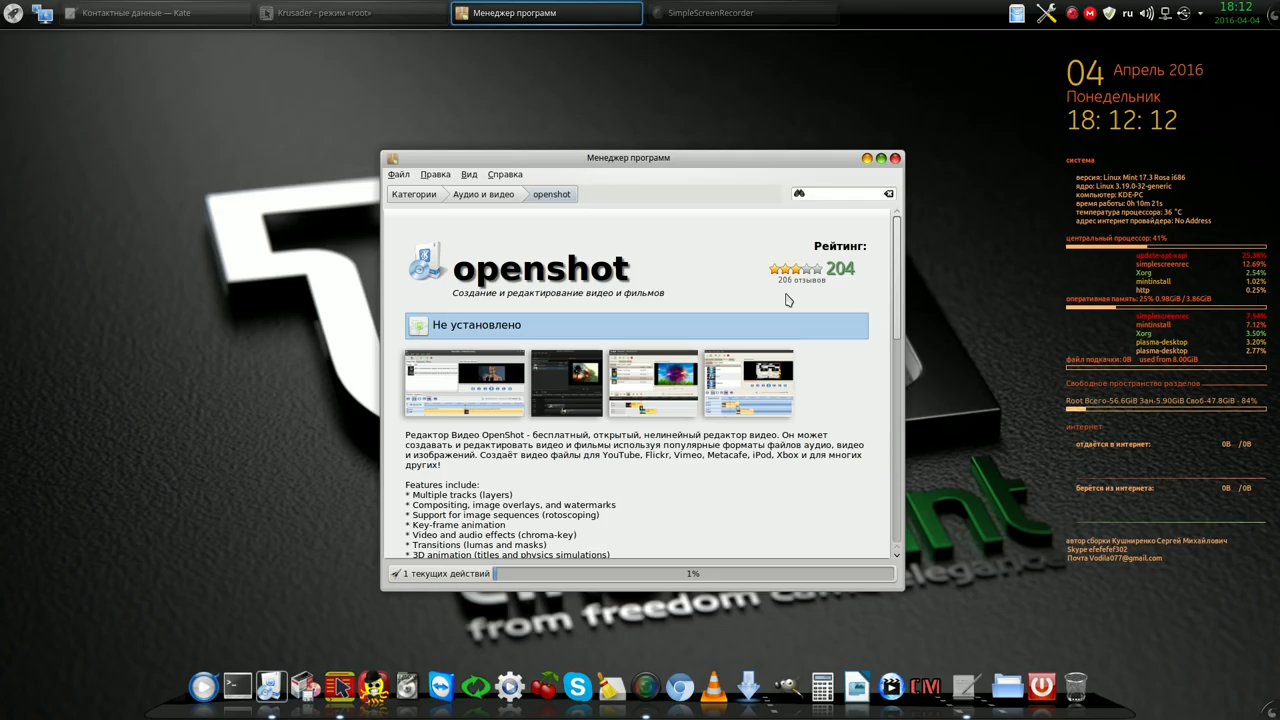 Контактные данные — Kate
Krusader - режим «root»
Менеджер программ
SimpleScreenRecorder
ru
18:12
2016-04-04
04 Апрель 2016
Понедельник
18: 12: 12
система
версия: Linux Mint 17.3 Rosa i686
ядро: Linux 3.19.0-32-generic
компьютер: KDE-PC
время работы: 0h 10m 21s
температура процессора: 36 °C
адрес интернет провайдера: No Address
центральный процессор: 41%
update-apt-xapi 25.38%
simplescreenrec 12.69%
Xorg 2.54%
mintinstall 1.02%
http 0.25%
оперативная память: 25% 0.98GiB / 3.86GiB
simplescreenrec 7.54%
mintinstall 7.12%
Xorg 3.50%
plasma-desktop 3.20%
plasma-desktop 2.77%
файл подкачки: 0B used from 8.00GiB
Свободное пространство разделов
Root Всего-56.6GiB Зан-5.90GiB Своб-47.8GiB - 84%
интернет
отдаётся в интернет: 0B / 0B
берётся из интернета: 0B / 0B
автор сборки Кушниренко Сергей Михайлович
Skype efefefef302
Почта Vodila077@gmail.com
Менеджер программ
Файл Правка Вид Справка
Категории Аудио и видео openshot
Рейтинг:
openshot
204
206 отзывов
Создание и редактирование видео и фильмов
Не установлено
Редактор Видео OpenShot - бесплатный, открытый, нелинейный редактор видео. Он может
создавать и редактировать видео и фильмы используя популярные форматы файлов аудио, видео
и изображений. Создаёт видео файлы для YouTube, Flickr, Vimeo, Metacafe, iPod, Xbox и для многих
других!
Features include:
* Multiple tracks (layers)
* Compositing, image overlays, and watermarks
* Support for image sequences (rotoscoping)
* Key-frame animation
* Video and audio effects (chroma-key)
* Transitions (lumas and masks)
* 3D animation (titles and physics simulations)
1 текущих действий
1%
from freedom
elegance